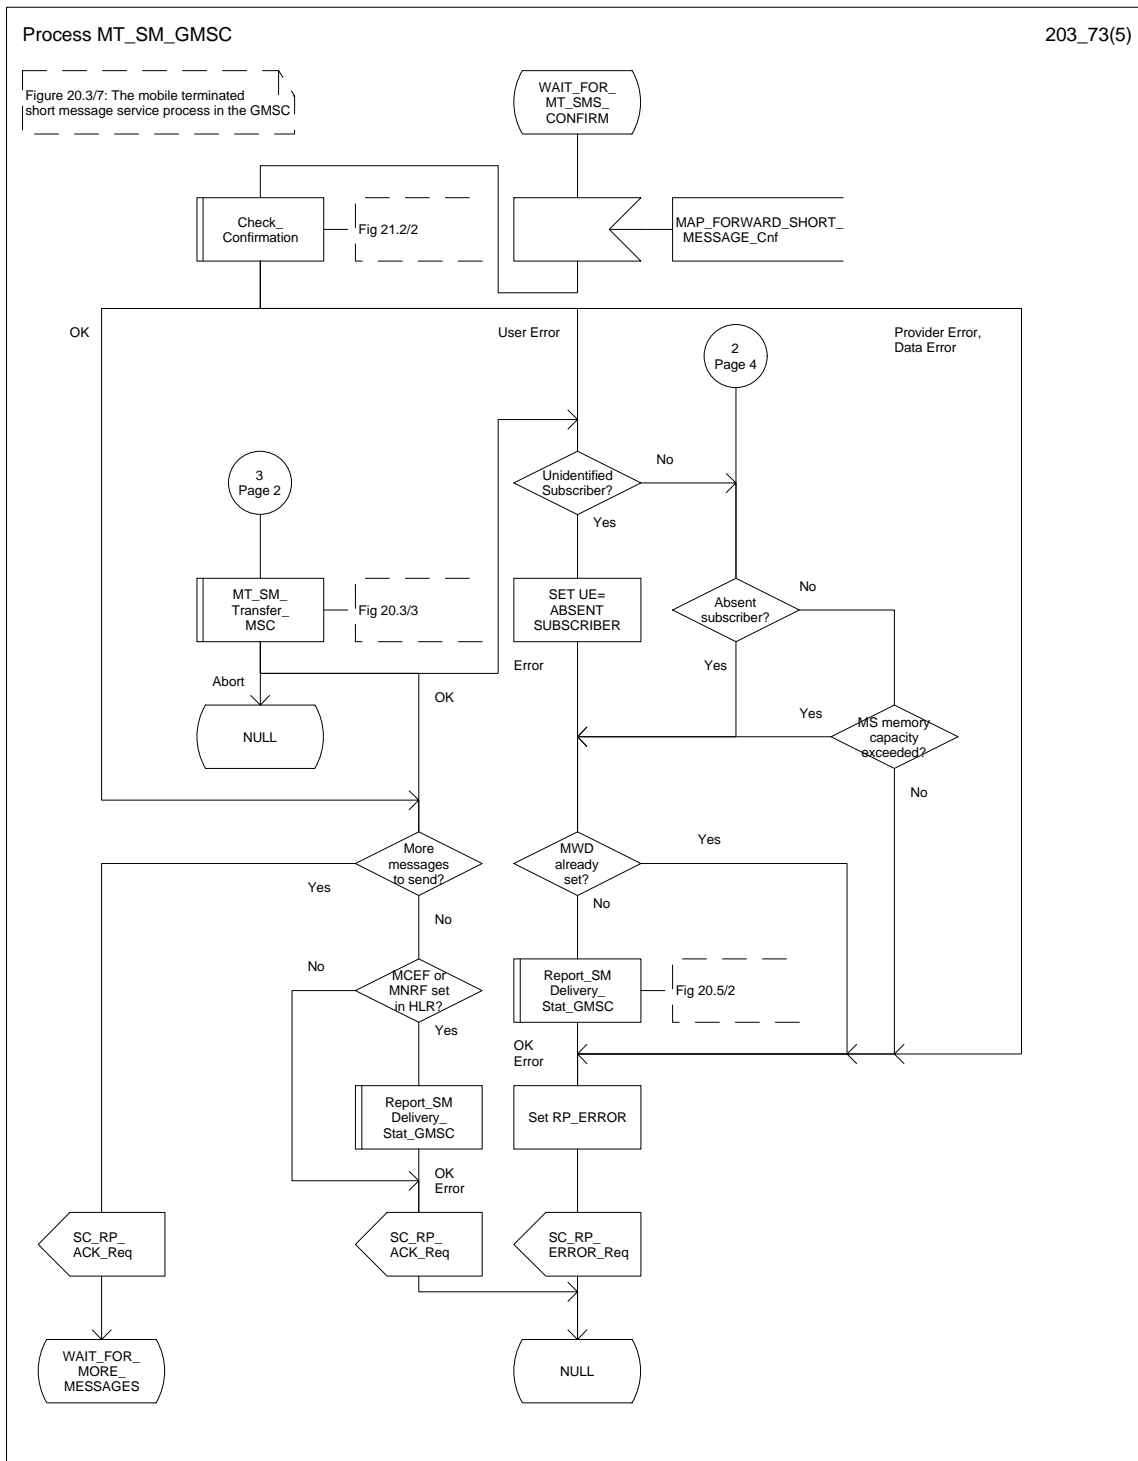 Process MT_SM_GMSC
203_73(5)
Figure 20.3/7: The mobile terminated
short message service process in the GMSC
WAIT_FOR_
MT_SMS_
CONFIRM
Check_
Confirmation
Fig 21.2/2
MAP_FORWARD_SHORT_
MESSAGE_Cnf
OK
User Error
Provider Error,
Data Error
2
Page 4
3
Page 2
Unidentified
Subscriber?
No
Yes
MT_SM_
Transfer_
MSC
Fig 20.3/3
SET UE=
ABSENT
SUBSCRIBER
Absent
subscriber?
No
Error
Yes
Abort
OK
NULL
Yes
MS memory
capacity
exceeded?
No
More
messages
to send?
Yes
No
MWD
already
set?
Yes
No
No
MCEF or
MNRF set
in HLR?
Yes
Report_SM
Delivery_
Stat_GMSC
Fig 20.5/2
OK
Error
Report_SM
Delivery_
Stat_GMSC
Set RP_ERROR
OK
Error
SC_RP_
ACK_Req
SC_RP_
ACK_Req
SC_RP_
ERROR_Req
WAIT_FOR_
MORE_
MESSAGES
NULL